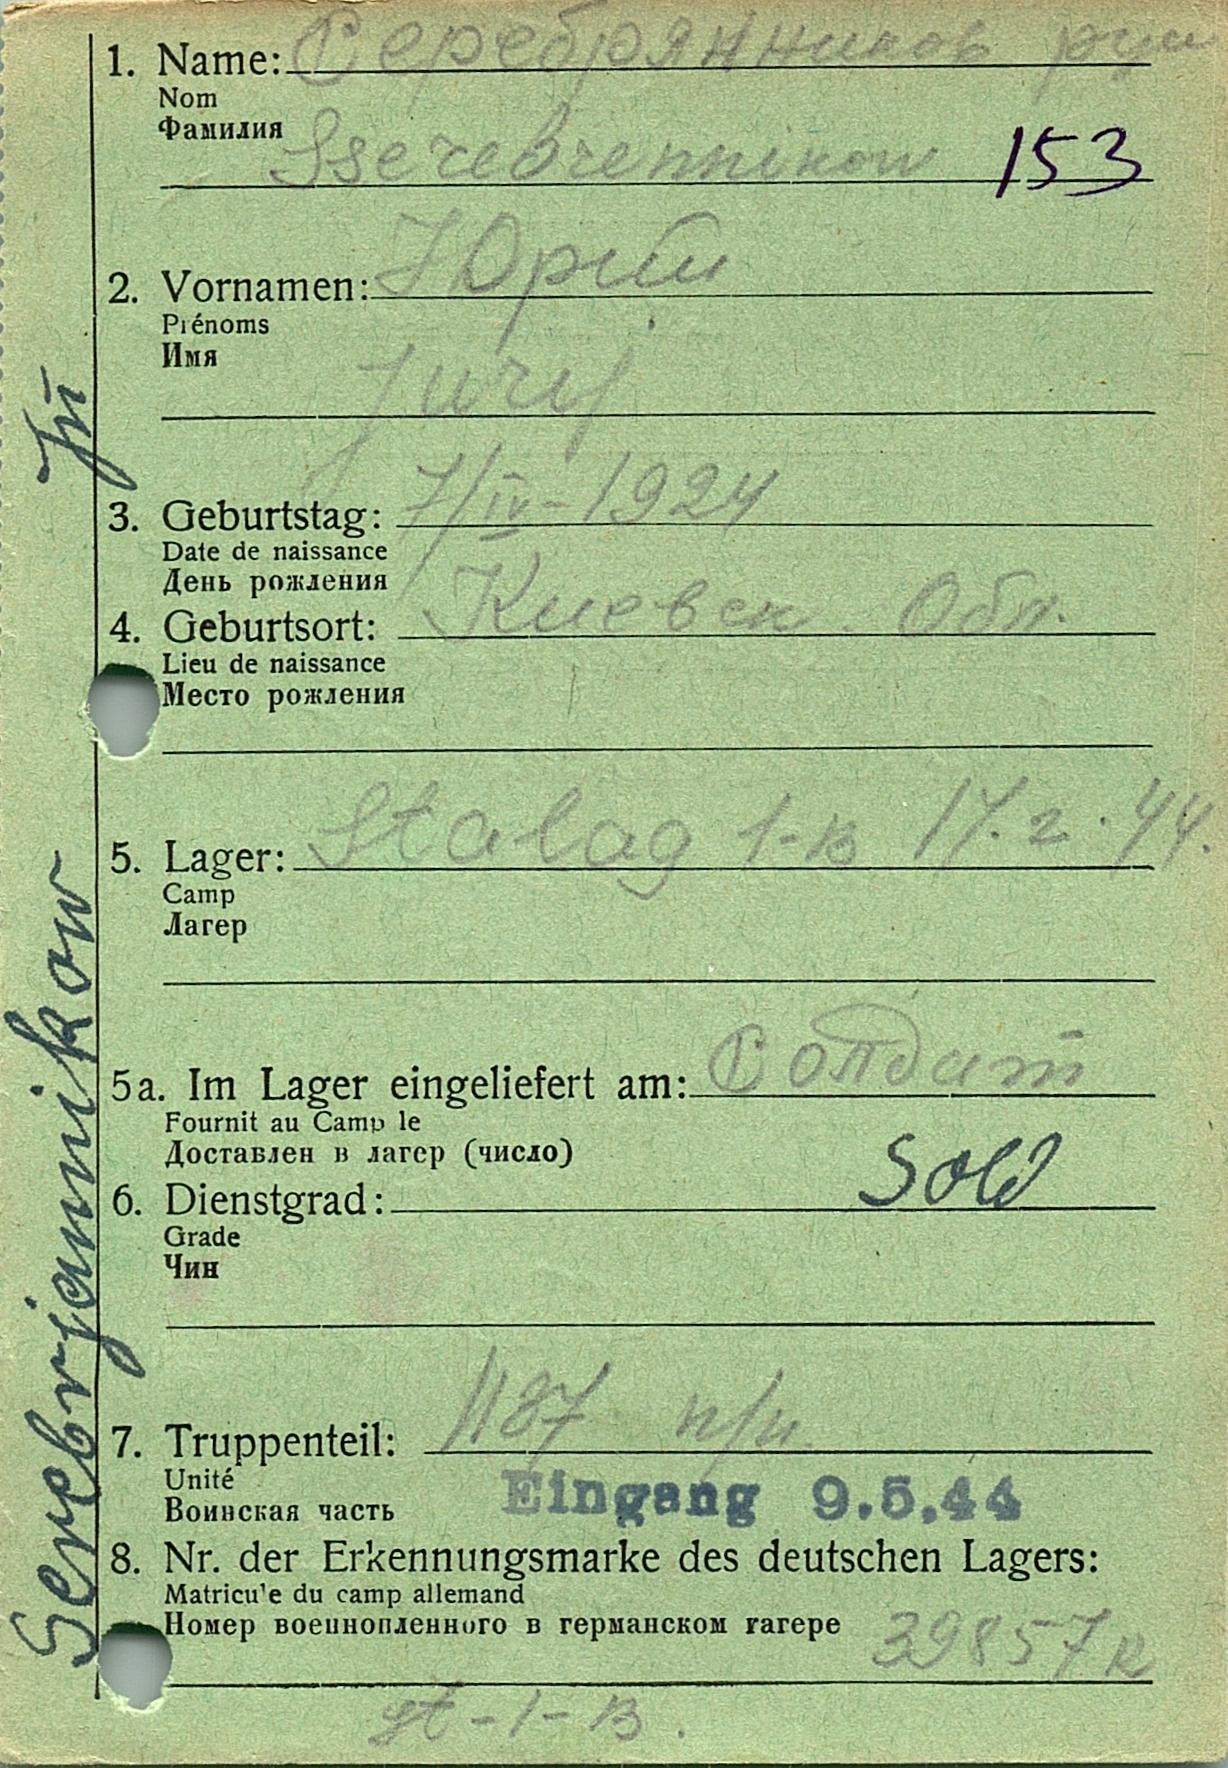 1. Name: Серебрянников рус
Nom
Фамилия
Ssererebrennikow 153
2. Vornamen: Юрий
Prénoms
Имя
Jurij
3. Geburtstag: 7/IV-1924
Date de naissance
День рождения
4. Geburtsort: Киевск. Обл.
Lieu de naissance
Место рождения
5. Lager: Stalag 1-B 17.2.44.
Camp
Лагер
5a. Im Lager eingeliefert am: Солдат
Fournit au Camp le
Доставлен в лагер (число)
6. Dienstgrad: Sold
Grade
Чин
7. Truppenteil: 1187 п/п
Unité
Воинская часть
Eingang 9.5.44
8. Nr. der Erkennungsmarke des deutschen Lagers:
Matricu'e du camp allemand
Номер военнопленного в германском гагере 39857 R
st-1-B.
Serebrjannikow Jŭ